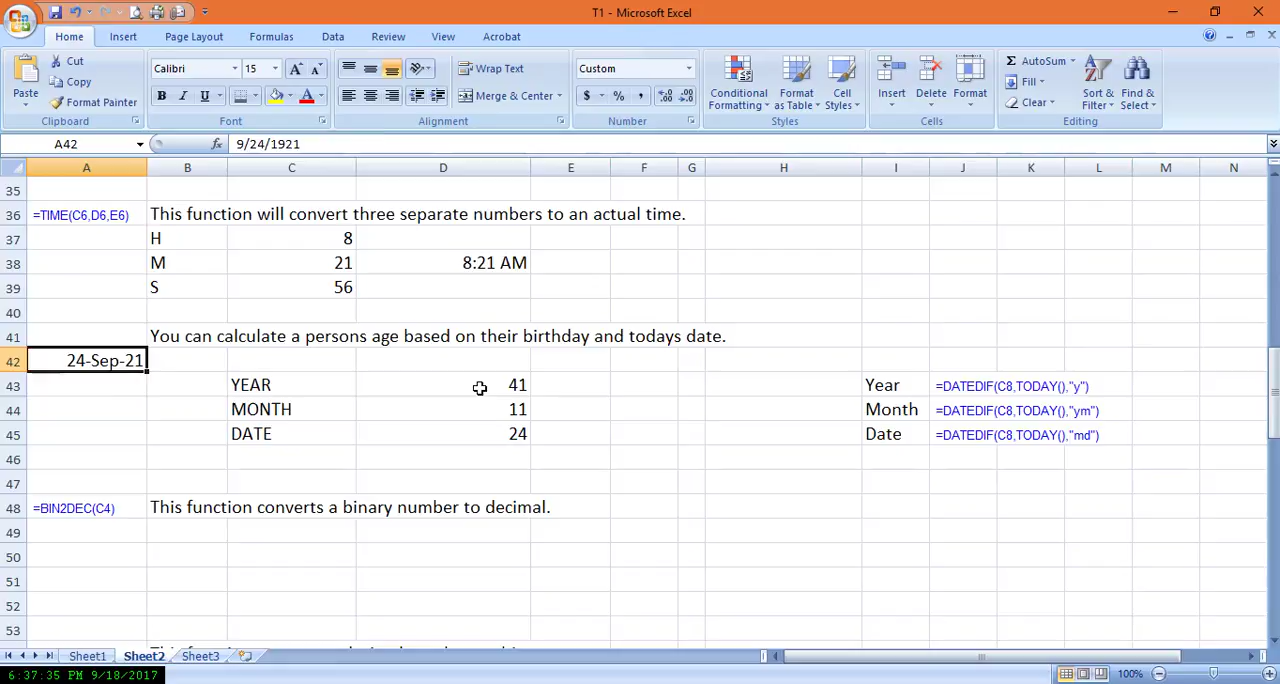 T1 - Microsoft Excel
Home Insert Page Layout Formulas Data Review View Acrobat
Paste Cut Copy Format Painter Clipboard
Calibri 15 A A B I U A Font
Wrap Text Merge & Center Alignment
Custom $ % , Number
Conditional Formatting Format as Table Cell Styles Styles
Insert Delete Format Cells
Σ AutoSum Fill Clear Sort & Filter Find & Select Editing
A42 fx 9/24/1921
A B C D E F G H I J K L M N
35
36 =TIME(C6,D6,E6) This function will convert three separate numbers to an actual time.
37 H 8
38 M 21 8:21 AM
39 S 56
40
41 You can calculate a persons age based on their birthday and todays date.
42 24-Sep-21
43 YEAR 41 Year =DATEDIF(C8,TODAY(),"y")
44 MONTH 11 Month =DATEDIF(C8,TODAY(),"ym")
45 DATE 24 Date =DATEDIF(C8,TODAY(),"md")
46
47
48 =BIN2DEC(C4) This function converts a binary number to decimal.
49
50
51
52
53
Sheet1 Sheet2 Sheet3
6:37:35 PM 9/18/2017 100%